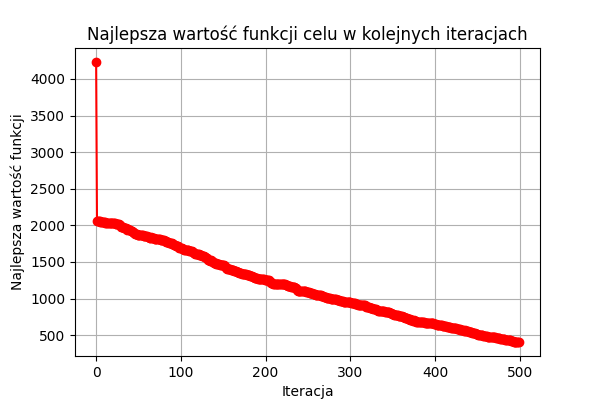 Najlepsza wartość funkcji celu w kolejnych iteracjach
Najlepsza wartość funkcji
4000
3500
3000
2500
2000
1500
1000
500
0 100 200 300 400 500
Iteracja